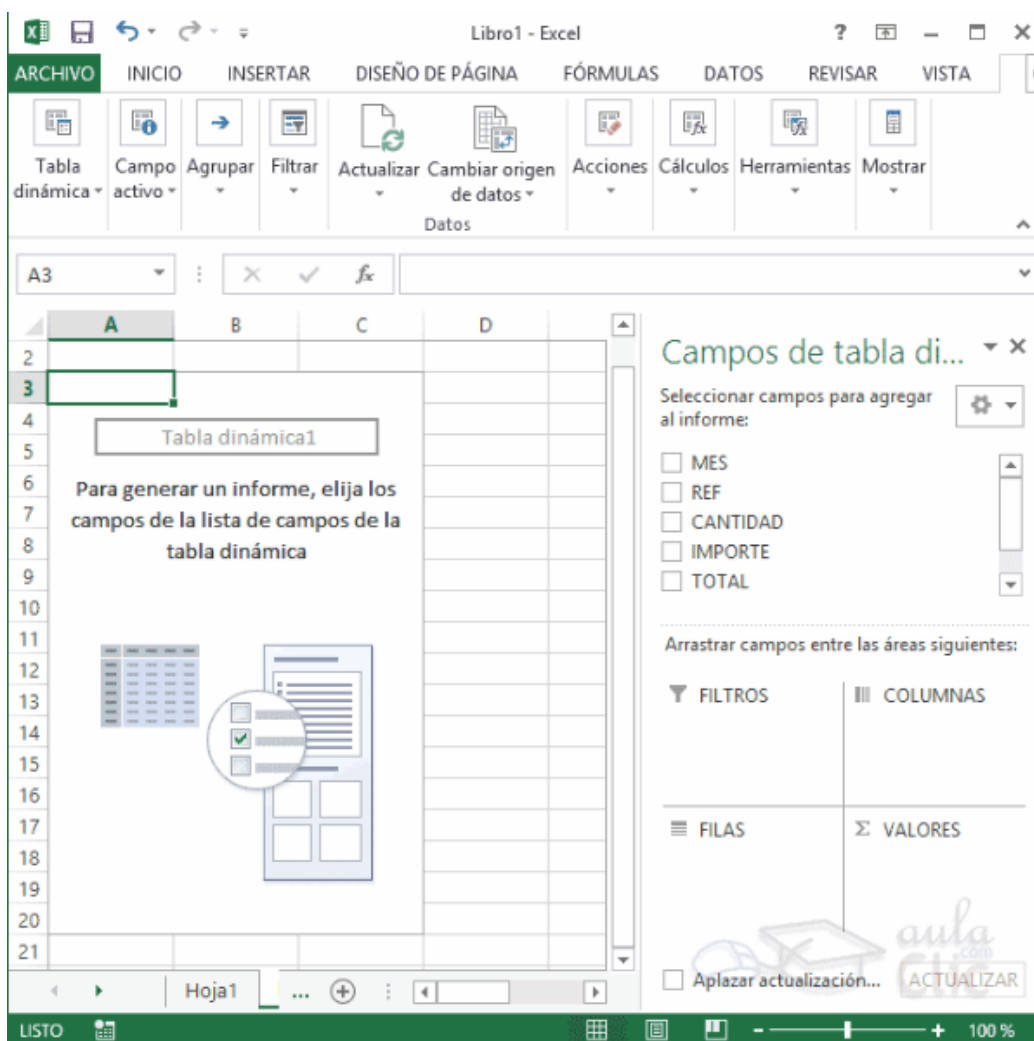 Libro1 - Excel
?
ARCHIVO INICIO INSERTAR DISEÑO DE PÁGINA FÓRMULAS DATOS REVISAR VISTA
Tabla dinámica
Campo activo
Agrupar
Filtrar
Actualizar
Cambiar origen de datos
Acciones
Cálculos
Herramientas
Mostrar
Datos
A3
fx
A B C D
2
3
4
5
6
7
8
9
10
11
12
13
14
15
16
17
18
19
20
21
Tabla dinámica1
Para generar un informe, elija los
campos de la lista de campos de la
tabla dinámica
Campos de tabla di...
Seleccionar campos para agregar
al informe:
MES
REF
CANTIDAD
IMPORTE
TOTAL
Arrastrar campos entre las áreas siguientes:
FILTROS
COLUMNAS
FILAS
Σ VALORES
aula
.com
CLIC
Aplazar actualización...
ACTUALIZAR
Hoja1 ...
LISTO
- + 100 %